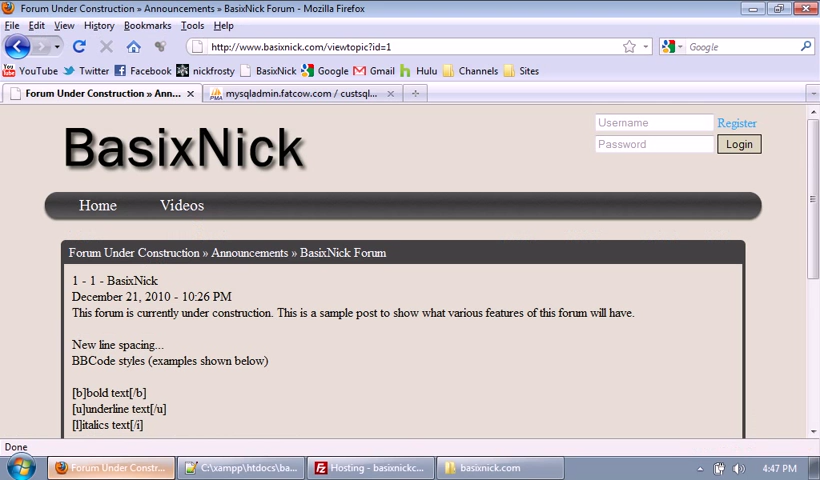 Forum Under Construction » Announcements » BasixNick Forum - Mozilla Firefox
File Edit View History Bookmarks Tools Help
http://www.basixnick.com/viewtopic?id=1
Google
YouTube Twitter Facebook nickfrosty BasixNick Google Gmail Hulu Channels Sites
Forum Under Construction » Ann...
mysqladmin.fatcow.com / custsql...
BasixNick
Username Register
Password Login
Home Videos
Forum Under Construction » Announcements » BasixNick Forum
1 - 1 - BasixNick
December 21, 2010 - 10:26 PM
This forum is currently under construction. This is a sample post to show what various features of this forum will have.
New line spacing...
BBCode styles (examples shown below)
[b]bold text[/b]
[u]underline text[/u]
[I]italics text[/i]
Done
Forum Under Constr... C:\xampp\htdocs\ba... Hosting - basixnickc... basixnick.com 4:47 PM